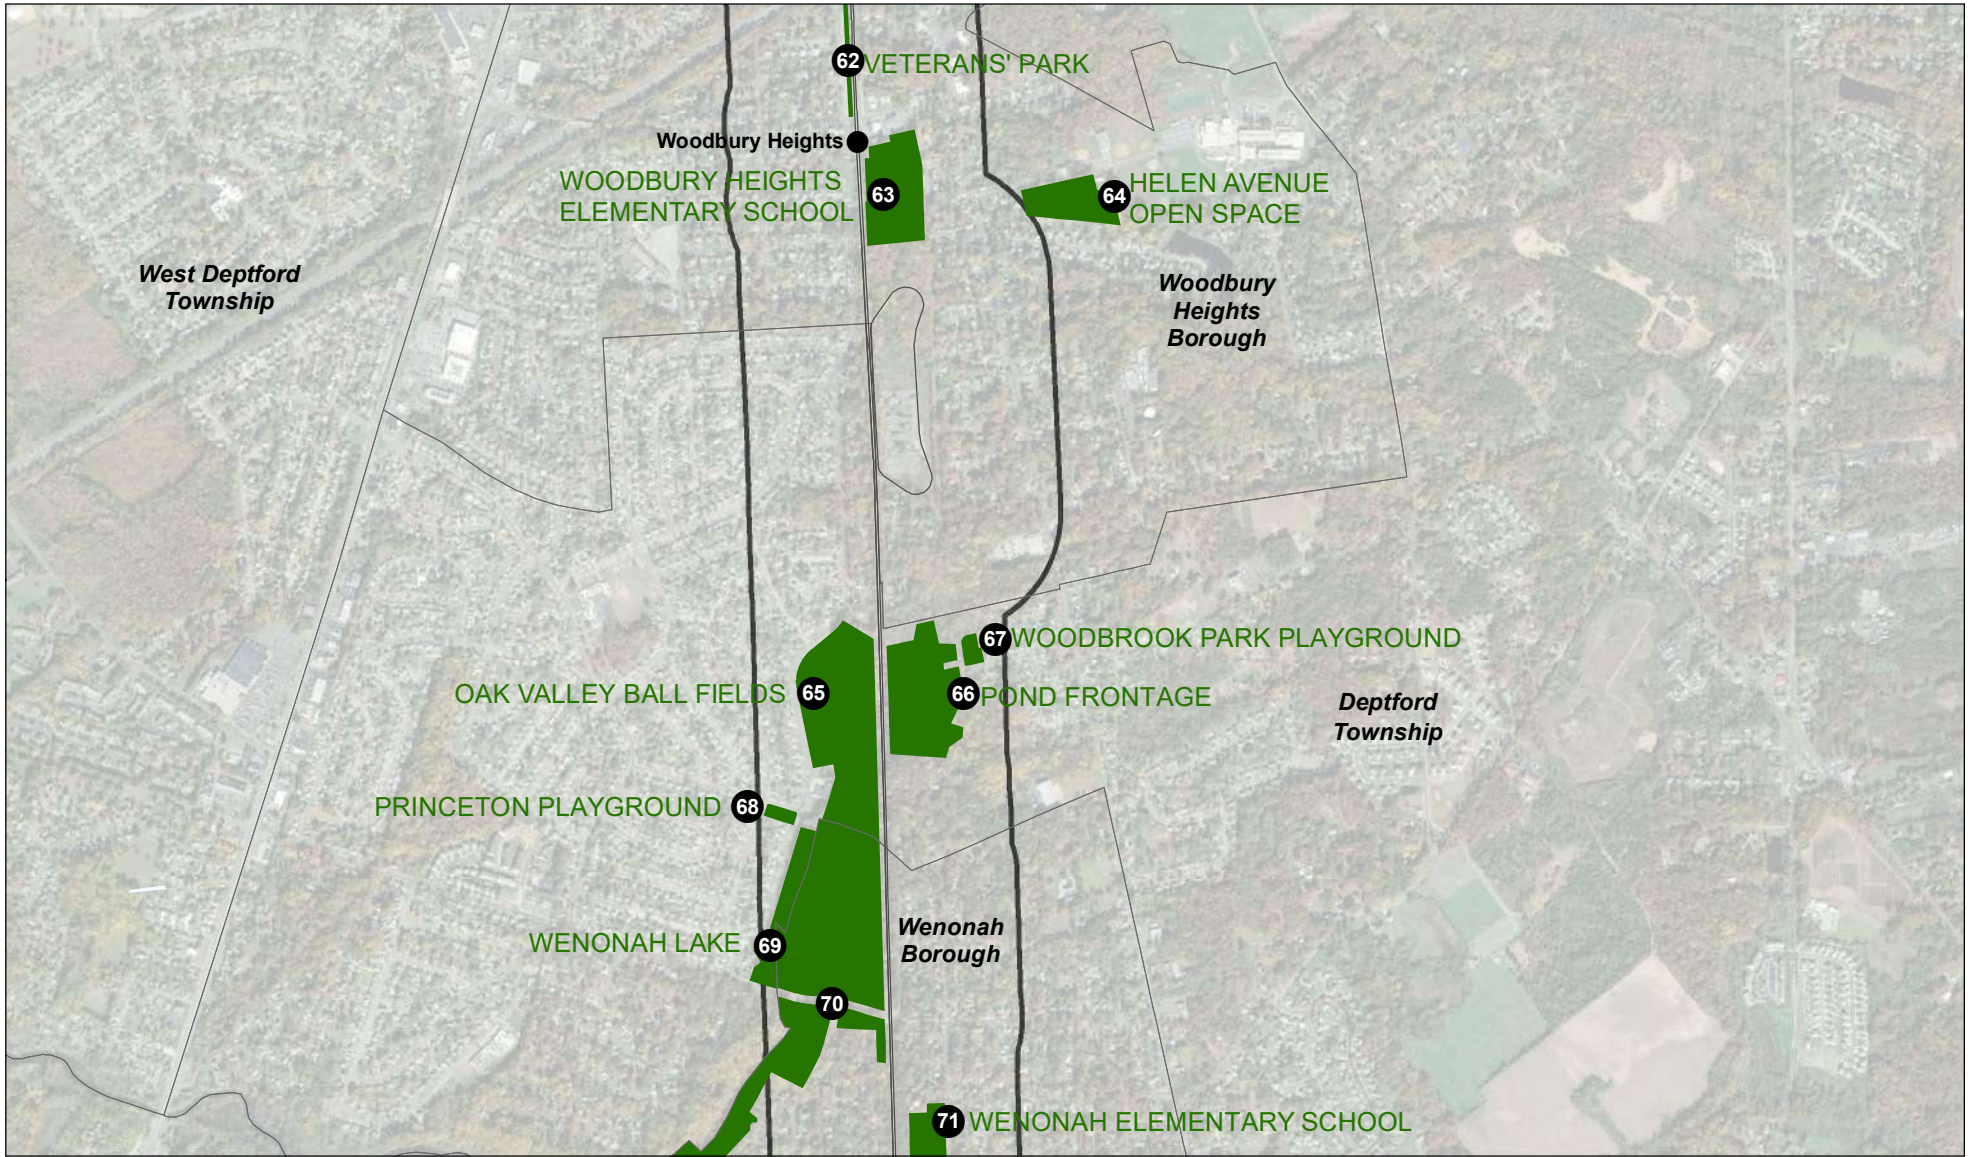 62 VETERANS' PARK
Woodbury Heights
WOODBURY HEIGHTS
ELEMENTARY SCHOOL
63
64
HELEN AVENUE
OPEN SPACE
West Deptford
Township
Woodbury
Heights
Borough
67 WOODBROOK PARK PLAYGROUND
OAK VALLEY BALL FIELDS 65
66 POND FRONTAGE
Deptford
Township
PRINCETON PLAYGROUND 68
WENONAH LAKE 69
Wenonah
Borough
70
71 WENONAH ELEMENTARY SCHOOL